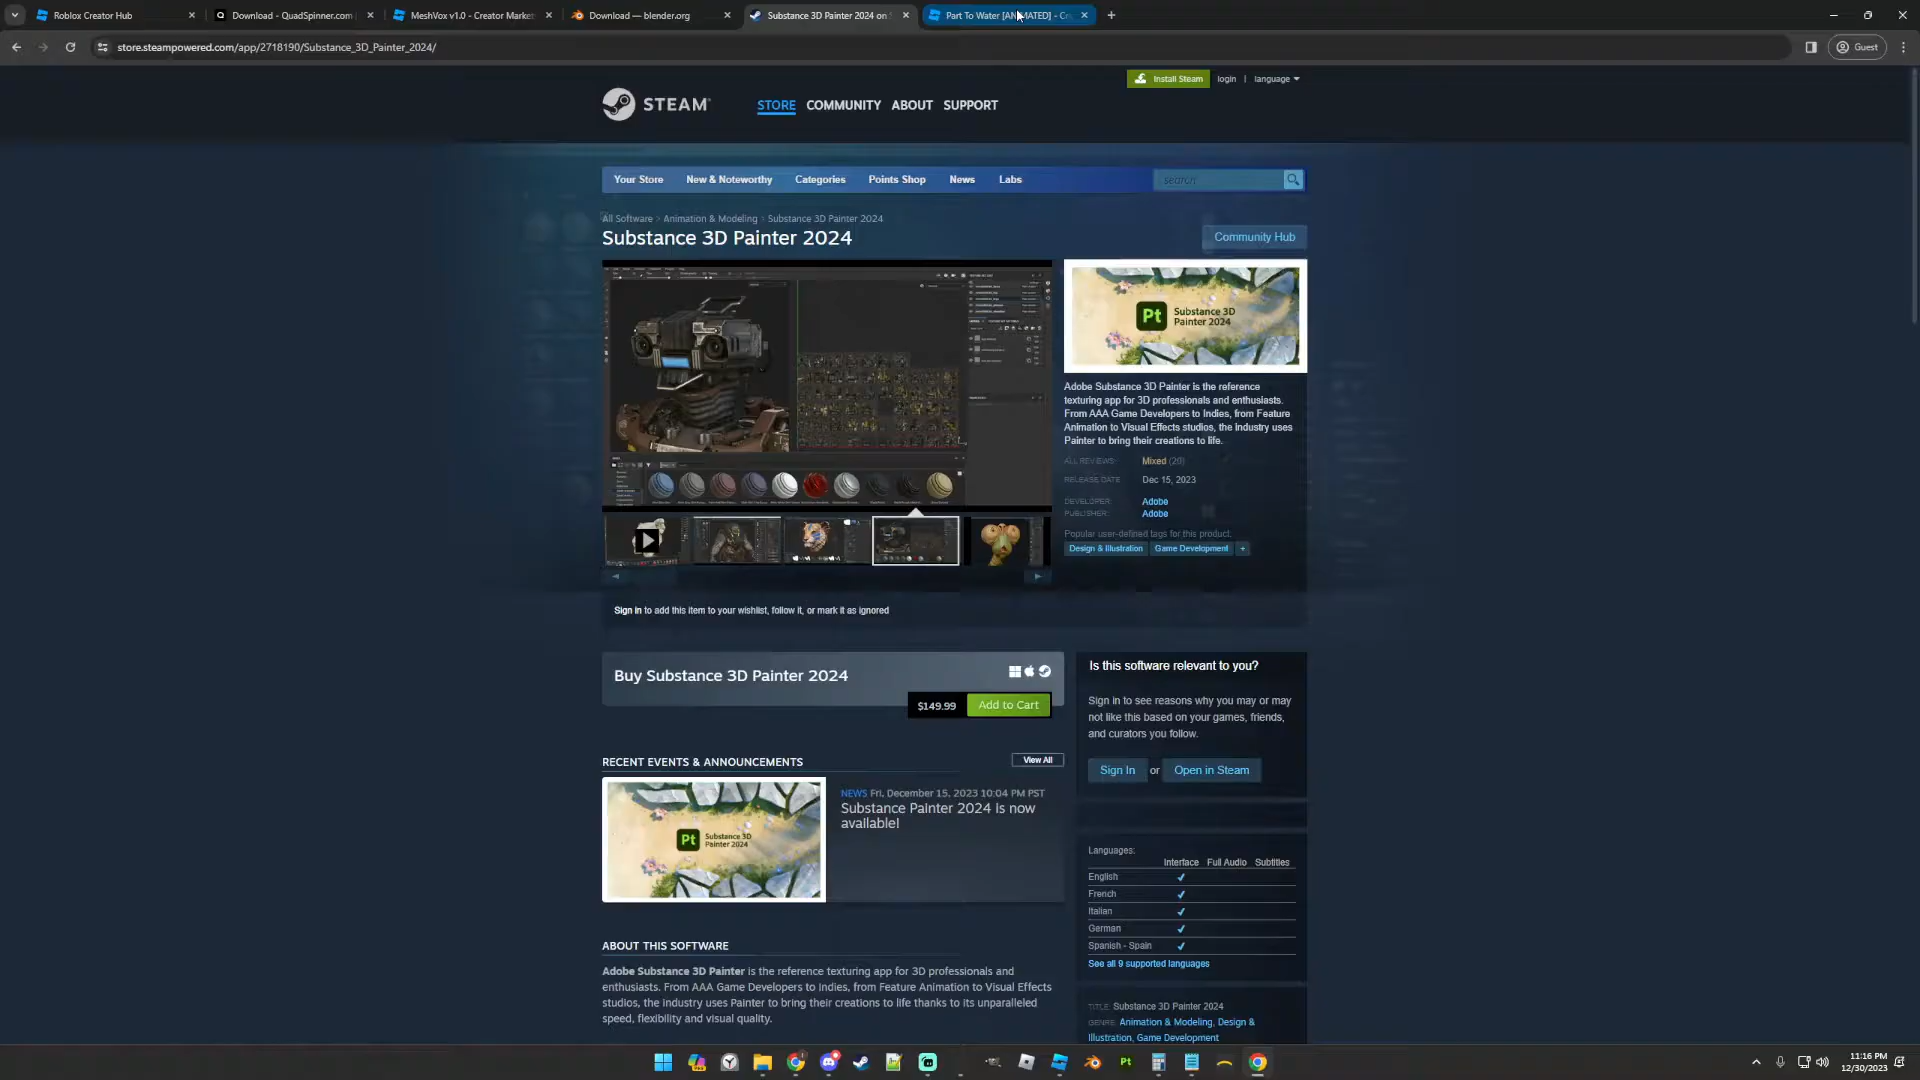 Roblox Creator Hub
Download - QuadSpinner.com
MeshVox v1.0 - Creator Market
Download — blender.org
Substance 3D Painter 2024 on
Part To Water [ANIMATED] - Cr
store.steampowered.com/app/2718190/Substance_3D_Painter_2024/
Guest
Install Steam
login | language
STEAM
STORE COMMUNITY ABOUT SUPPORT
Your Store New & Noteworthy Categories Points Shop News Labs
search
All Software > Animation & Modeling > Substance 3D Painter 2024
Substance 3D Painter 2024
Community Hub
Pt Substance 3D
Painter 2024
Adobe Substance 3D Painter is the reference
texturing app for 3D professionals and enthusiasts.
From AAA Game Developers to Indies, from Feature
Animation to Visual Effects studios, the industry uses
Painter to bring their creations to life.
ALL REVIEWS: Mixed (20)
RELEASE DATE: Dec 15, 2023
DEVELOPER: Adobe
PUBLISHER: Adobe
Popular user-defined tags for this product:
Design & Illustration Game Development +
Sign in to add this item to your wishlist, follow it, or mark it as ignored
Buy Substance 3D Painter 2024
$149.99 Add to Cart
Is this software relevant to you?
Sign in to see reasons why you may or may
not like this based on your games, friends,
and curators you follow.
Sign In or Open in Steam
RECENT EVENTS & ANNOUNCEMENTS
View All
Pt Substance 3D
Painter 2024
NEWS Fri, December 15, 2023 10:04 PM PST
Substance Painter 2024 is now
available!
Languages:
Interface Full Audio Subtitles
English ✔
French ✔
Italian ✔
German ✔
Spanish - Spain ✔
See all 9 supported languages
ABOUT THIS SOFTWARE
Adobe Substance 3D Painter is the reference texturing app for 3D professionals and
enthusiasts. From AAA Game Developers to Indies, from Feature Animation to Visual Effects
studios, the industry uses Painter to bring their creations to life thanks to its unparalleled
speed, flexibility and visual quality.
TITLE: Substance 3D Painter 2024
GENRE: Animation & Modeling, Design &
Illustration, Game Development
Pt
11:16 PM
12/30/2023